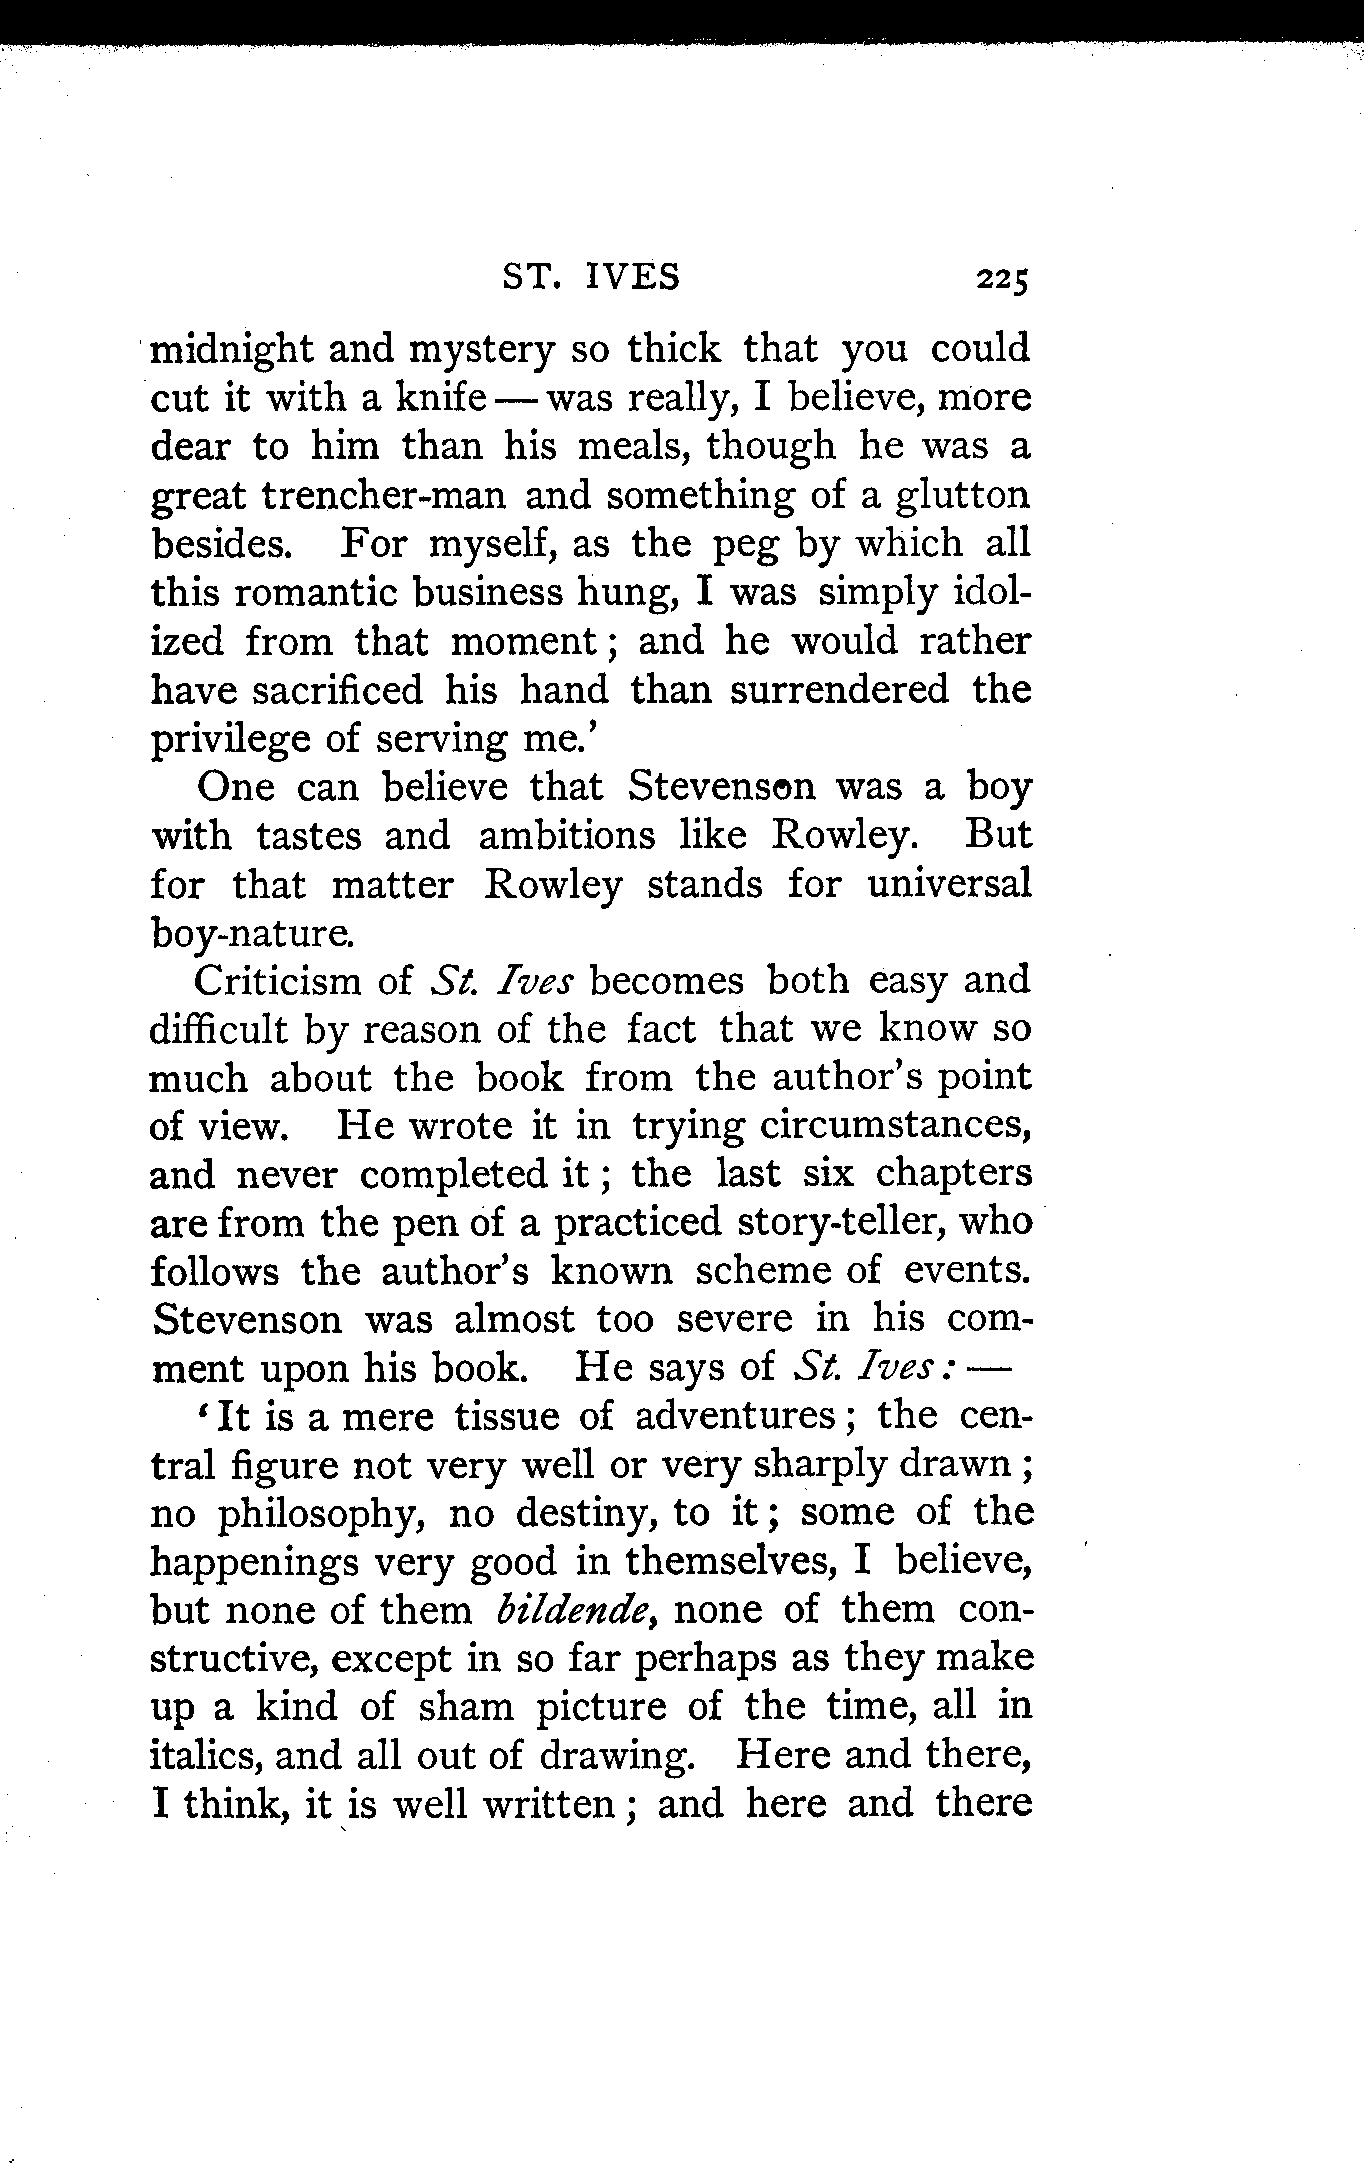 ST. IVES 225
midnight and mystery so thick that you could
cut it with a knife — was really, I believe, more
dear to him than his meals, though he was a
great trencher-man and something of a glutton
besides. For myself, as the peg by which all
this romantic business hung, I was simply idol-
ized from that moment ; and he would rather
have sacrificed his hand than surrendered the
privilege of serving me.'
One can believe that Stevenson was a boy
with tastes and ambitions like Rowley. But
for that matter Rowley stands for universal
boy-nature.
Criticism of St. Ives becomes both easy and
difficult by reason of the fact that we know so
much about the book from the author's point
of view. He wrote it in trying circumstances,
and never completed it ; the last six chapters
are from the pen of a practiced story-teller, who
follows the author's known scheme of events.
Stevenson was almost too severe in his com-
ment upon his book. He says of St. Ives : —
'It is a mere tissue of adventures ; the cen-
tral figure not very well or very sharply drawn ;
no philosophy, no destiny, to it ; some of the
happenings very good in themselves, I believe,
but none of them bildende, none of them con-
structive, except in so far perhaps as they make
up a kind of sham picture of the time, all in
italics, and all out of drawing. Here and there,
I think, it is well written ; and here and there